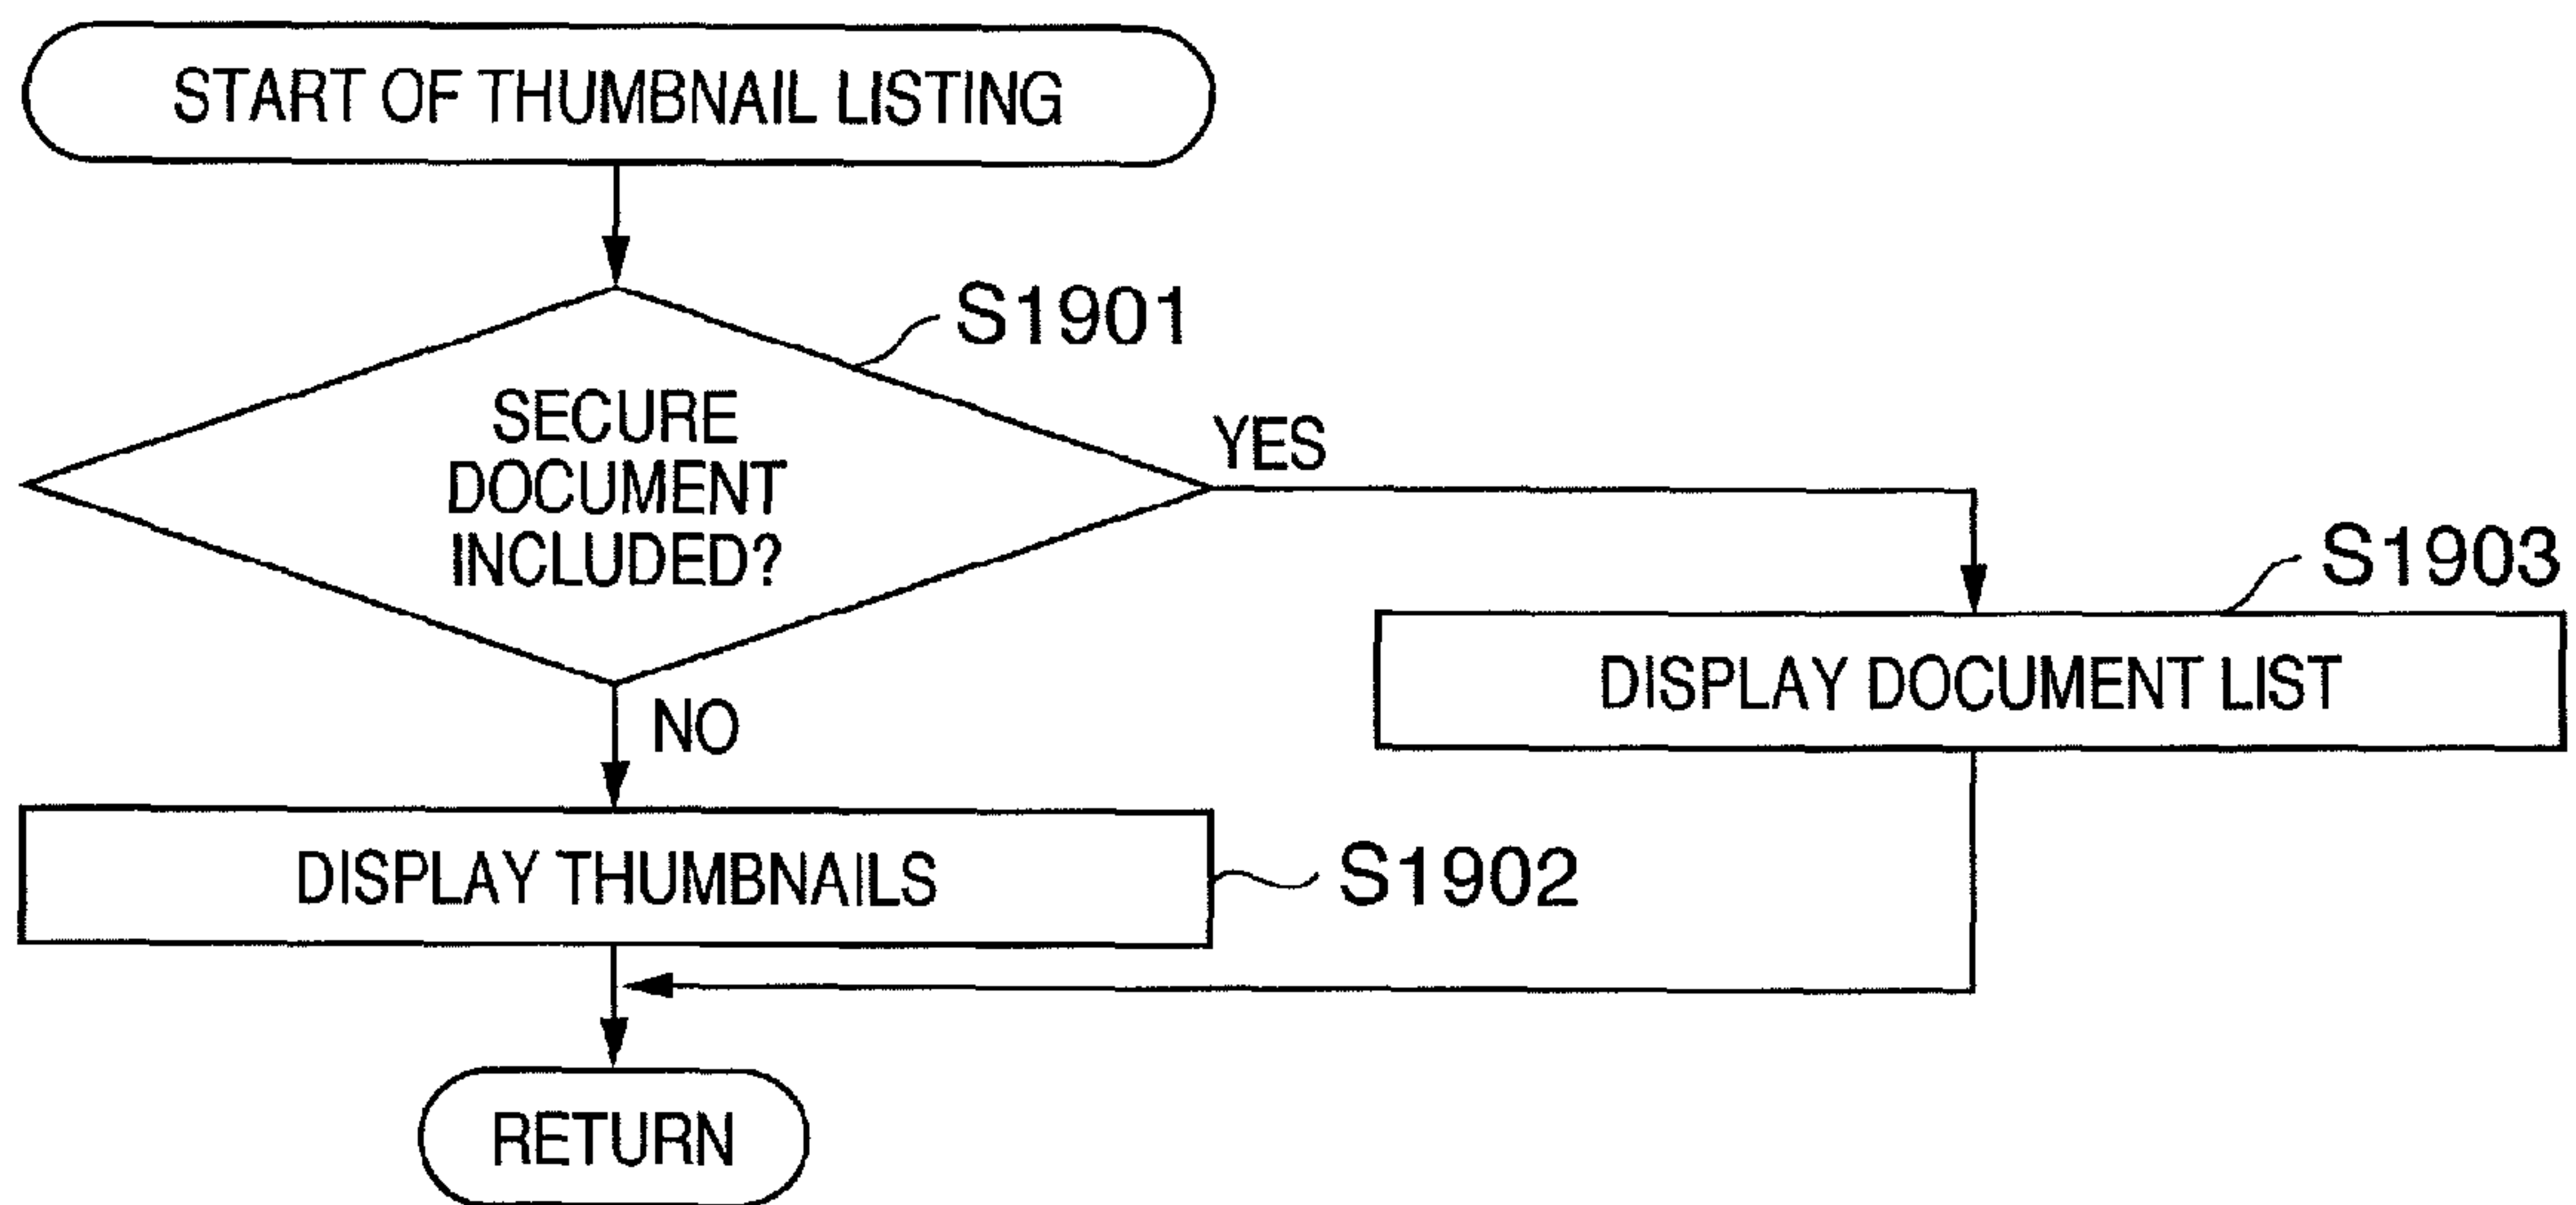 START OF THUMBNAIL LISTING
S1901
SECURE
DOCUMENT
INCLUDED?
YES
S1903
DISPLAY DOCUMENT LIST
NO
DISPLAY THUMBNAILS
S1902
RETURN